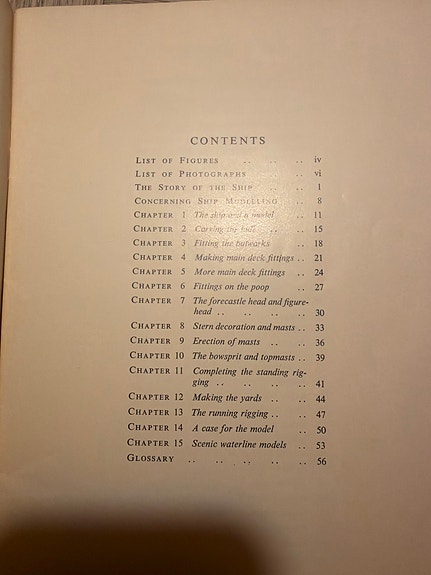 CONTENTS
LIST OF FIGURES .. .. .. iv
LIST OF PHOTOGRAPHS .. .. vi
THE STORY OF THE SHIP .. .. 1
CONCERNING SHIP MODELLING .. 8
CHAPTER 1 The ship and a model .. 11
CHAPTER 2 Carving the hull .. 15
CHAPTER 3 Fitting the bulwarks .. 18
CHAPTER 4 Making main deck fittings .. 21
CHAPTER 5 More main deck fittings .. 24
CHAPTER 6 Fittings on the poop .. 27
CHAPTER 7 The forecastle head and figure-
head .. .. .. .. 30
CHAPTER 8 Stern decoration and masts .. 33
CHAPTER 9 Erection of masts .. 36
CHAPTER 10 The bowsprit and topmasts .. 39
CHAPTER 11 Completing the standing rig-
ging .. .. .. .. 41
CHAPTER 12 Making the yards .. 44
CHAPTER 13 The running rigging .. .. 47
CHAPTER 14 A case for the model .. 50
CHAPTER 15 Scenic waterline models .. 53
GLOSSARY .. .. .. .. .. 56